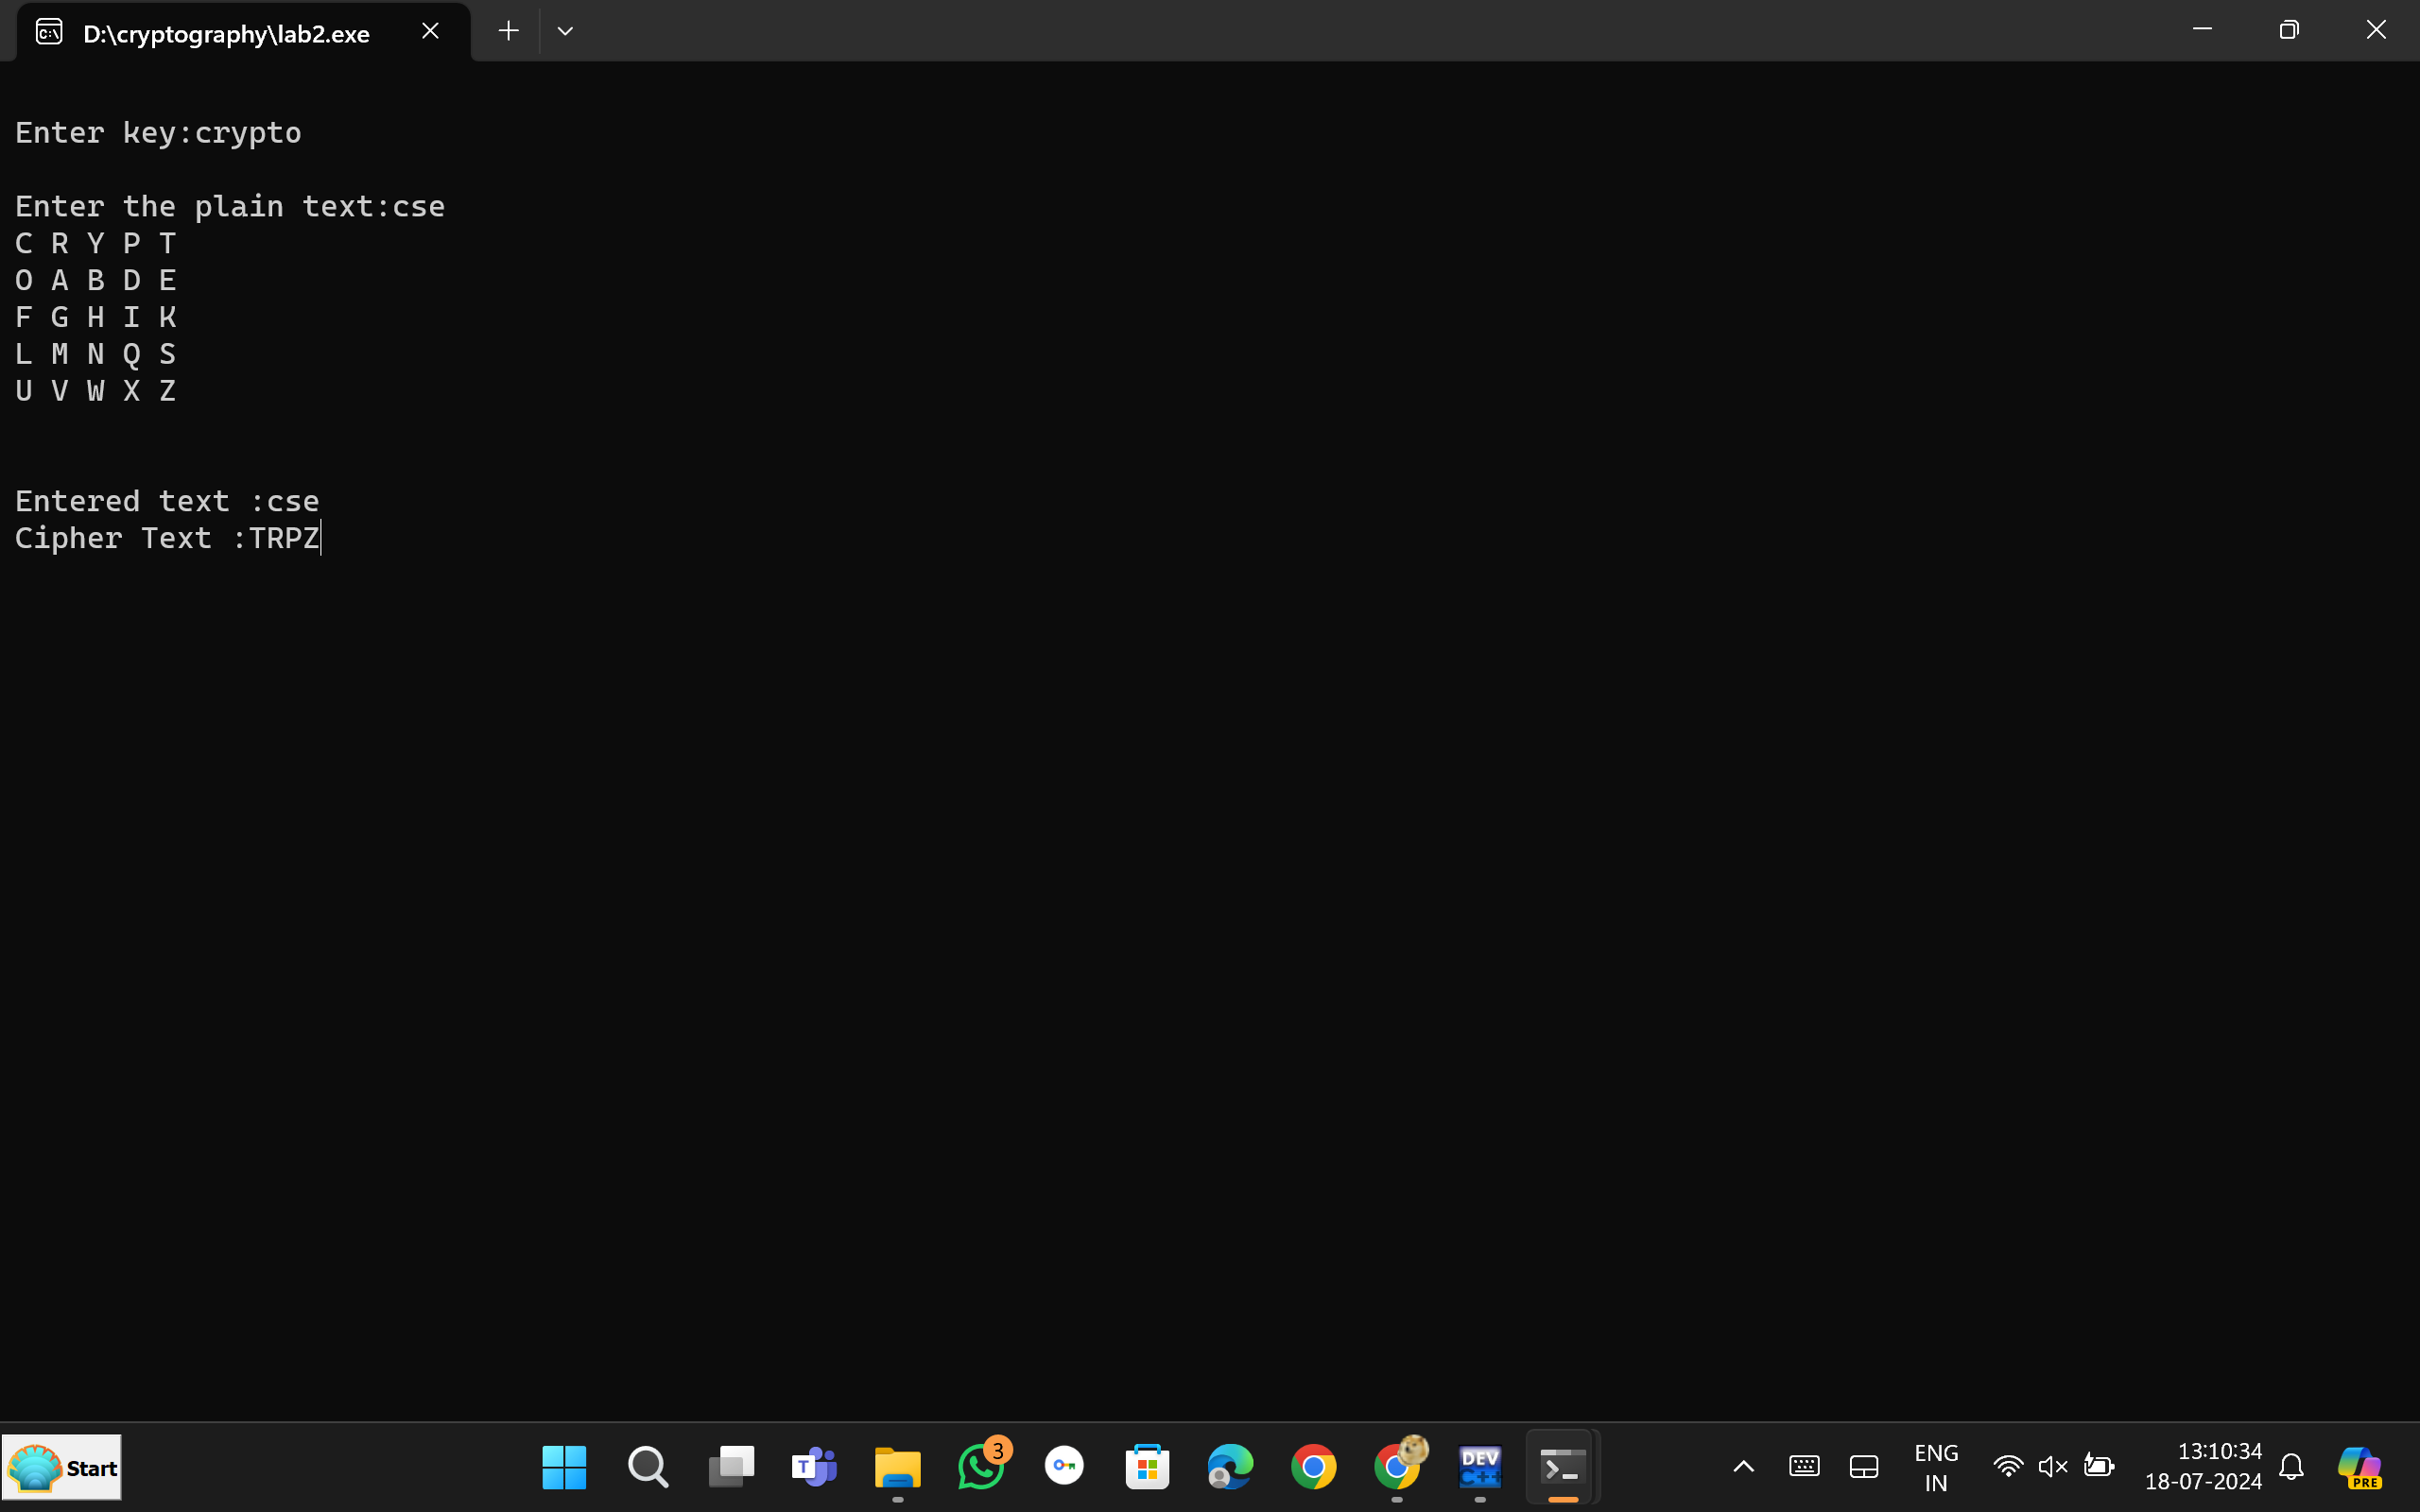 D:\cryptography\lab2.exe
Enter key:crypto
Enter the plain text:cse
C R Y P T
O A B D E
F G H I K
L M N Q S
U V W X Z
Entered text :cse
Cipher Text :TRPZ
Start
T
3
DEV
C++
ENG
IN
13:10:34
18-07-2024
PRE